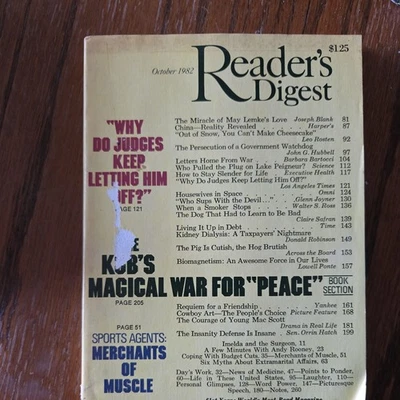 $1.25
October 1982
Reader's
Digest
"WHY
DO JUDGES
KEEP
LETTING HIM
OFF?"
PAGE 121
KGB'S
MAGICAL WAR FOR "PEACE" BOOK SECTION
PAGE 205
PAGE 51
SPORTS AGENTS:
MERCHANTS
OF
MUSCLE
The Miracle of May Lemke's Love Joseph Blank 81
China—Reality Revealed . . . . . . . Harper's 87
"Out of Snow, You Can't Make Cheesecake"
Leo Rosten 92
The Persecution of a Government Watchdog
John G. Hubbell 97
Letters Home From War . . Barbara Bartocci 104
Who Pulled the Plug on Lake Peigneur? Science 112
How to Stay Slender for Life . Executive Health 117
"Why Do Judges Keep Letting Him Off?"
Los Angeles Times 121
Housewives in Space . . . . . . . . . Omni 124
"Who Sups With the Devil . . ." . Glenn Joyner 130
When a Smoker Stops . . . . Walter S. Ross 136
The Dog That Had to Learn to Be Bad
Claire Safran 139
Living It Up in Debt . . . . . . . . . Time 143
Kidney Dialysis: A Taxpayers' Nightmare
Donald Robinson 149
The Pig Is Cutish, the Hog Brutish
Across the Board 153
Biomagnetism: An Awesome Force in Our Lives
Lowell Ponte 157
Requiem for a Friendship . . . . . . Yankee 161
Cowboy Art—The People's Choice Picture Feature 168
The Courage of Young Mac Scott
Drama in Real Life 181
The Insanity Defense Is Insane . Sen. Orrin Hatch 199
Imelda and the Surgeon, 11
A Few Minutes With Andy Rooney, 23
Coping With Budget Cuts, 35—Merchants of Muscle, 51
Six Myths About Extramarital Affairs, 63
Day's Work, 32—News of Medicine, 47—Points to Ponder,
60—Life in These United States, 95—Laughter, 110—
Personal Glimpses, 128—Word Power, 147—Picturesque
Speech, 180—Notes, 260